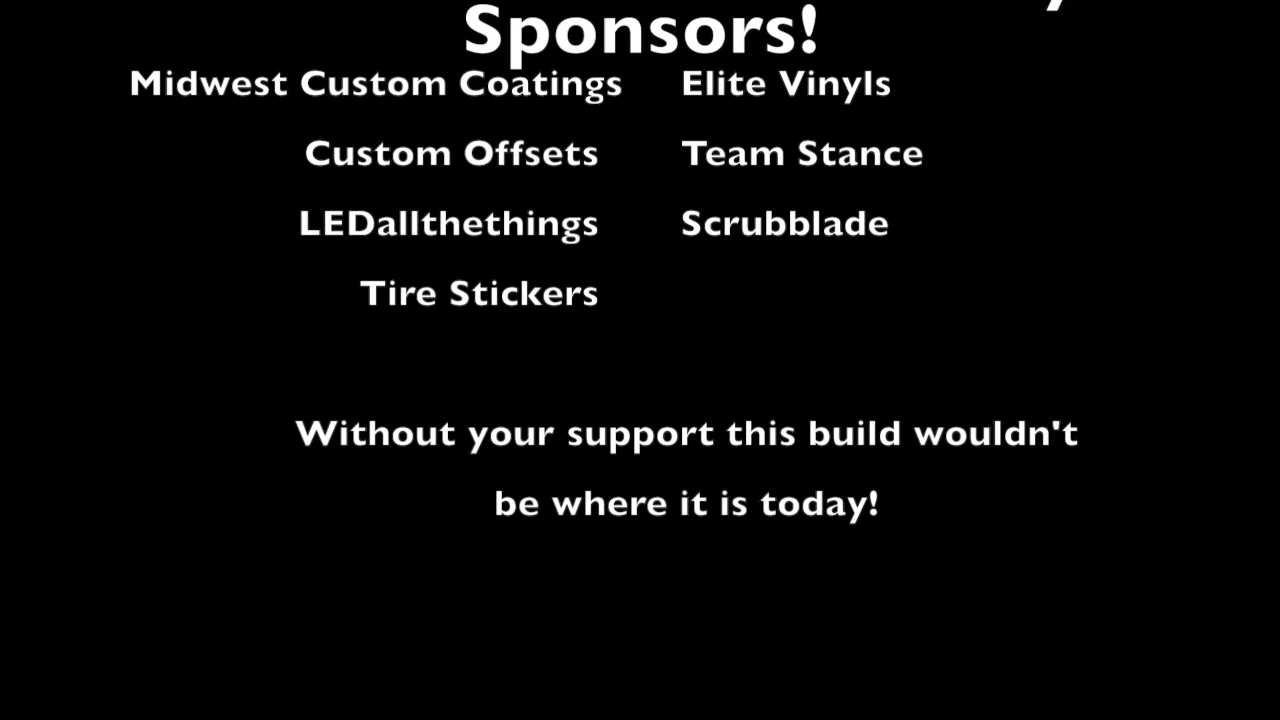 Sponsors!
Midwest Custom Coatings Elite Vinyls
Custom Offsets Team Stance
LEDallthethings Scrubblade
Tire Stickers
Without your support this build wouldn't
be where it is today!